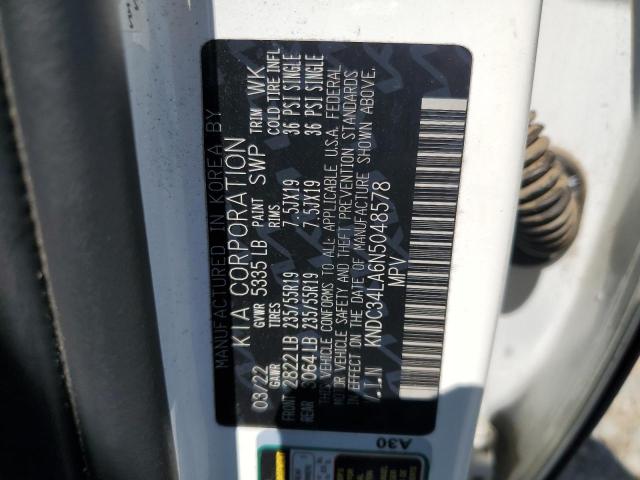 MANUFACTURED IN KOREA BY
KIA CORPORATION
03/22 GVWR 5335 LB PAINT SWP TRIM WK
GAWR TIRES RIMS COLD TIRE INFL
FRONT 2822 LB 235/55R19 7.5JX19 36 PSI SINGLE
REAR 3064 LB 235/55R19 7.5JX19 36 PSI SINGLE
THIS VEHICLE CONFORMS TO ALL APPLICABLE U.S.A. FEDERAL
MOTOR VEHICLE SAFETY AND THEFT PREVENTION STANDARDS
IN EFFECT ON THE DATE OF MANUFACTURE SHOWN ABOVE.
V.I.N KNDC34LA6N5048578
MPV
A30